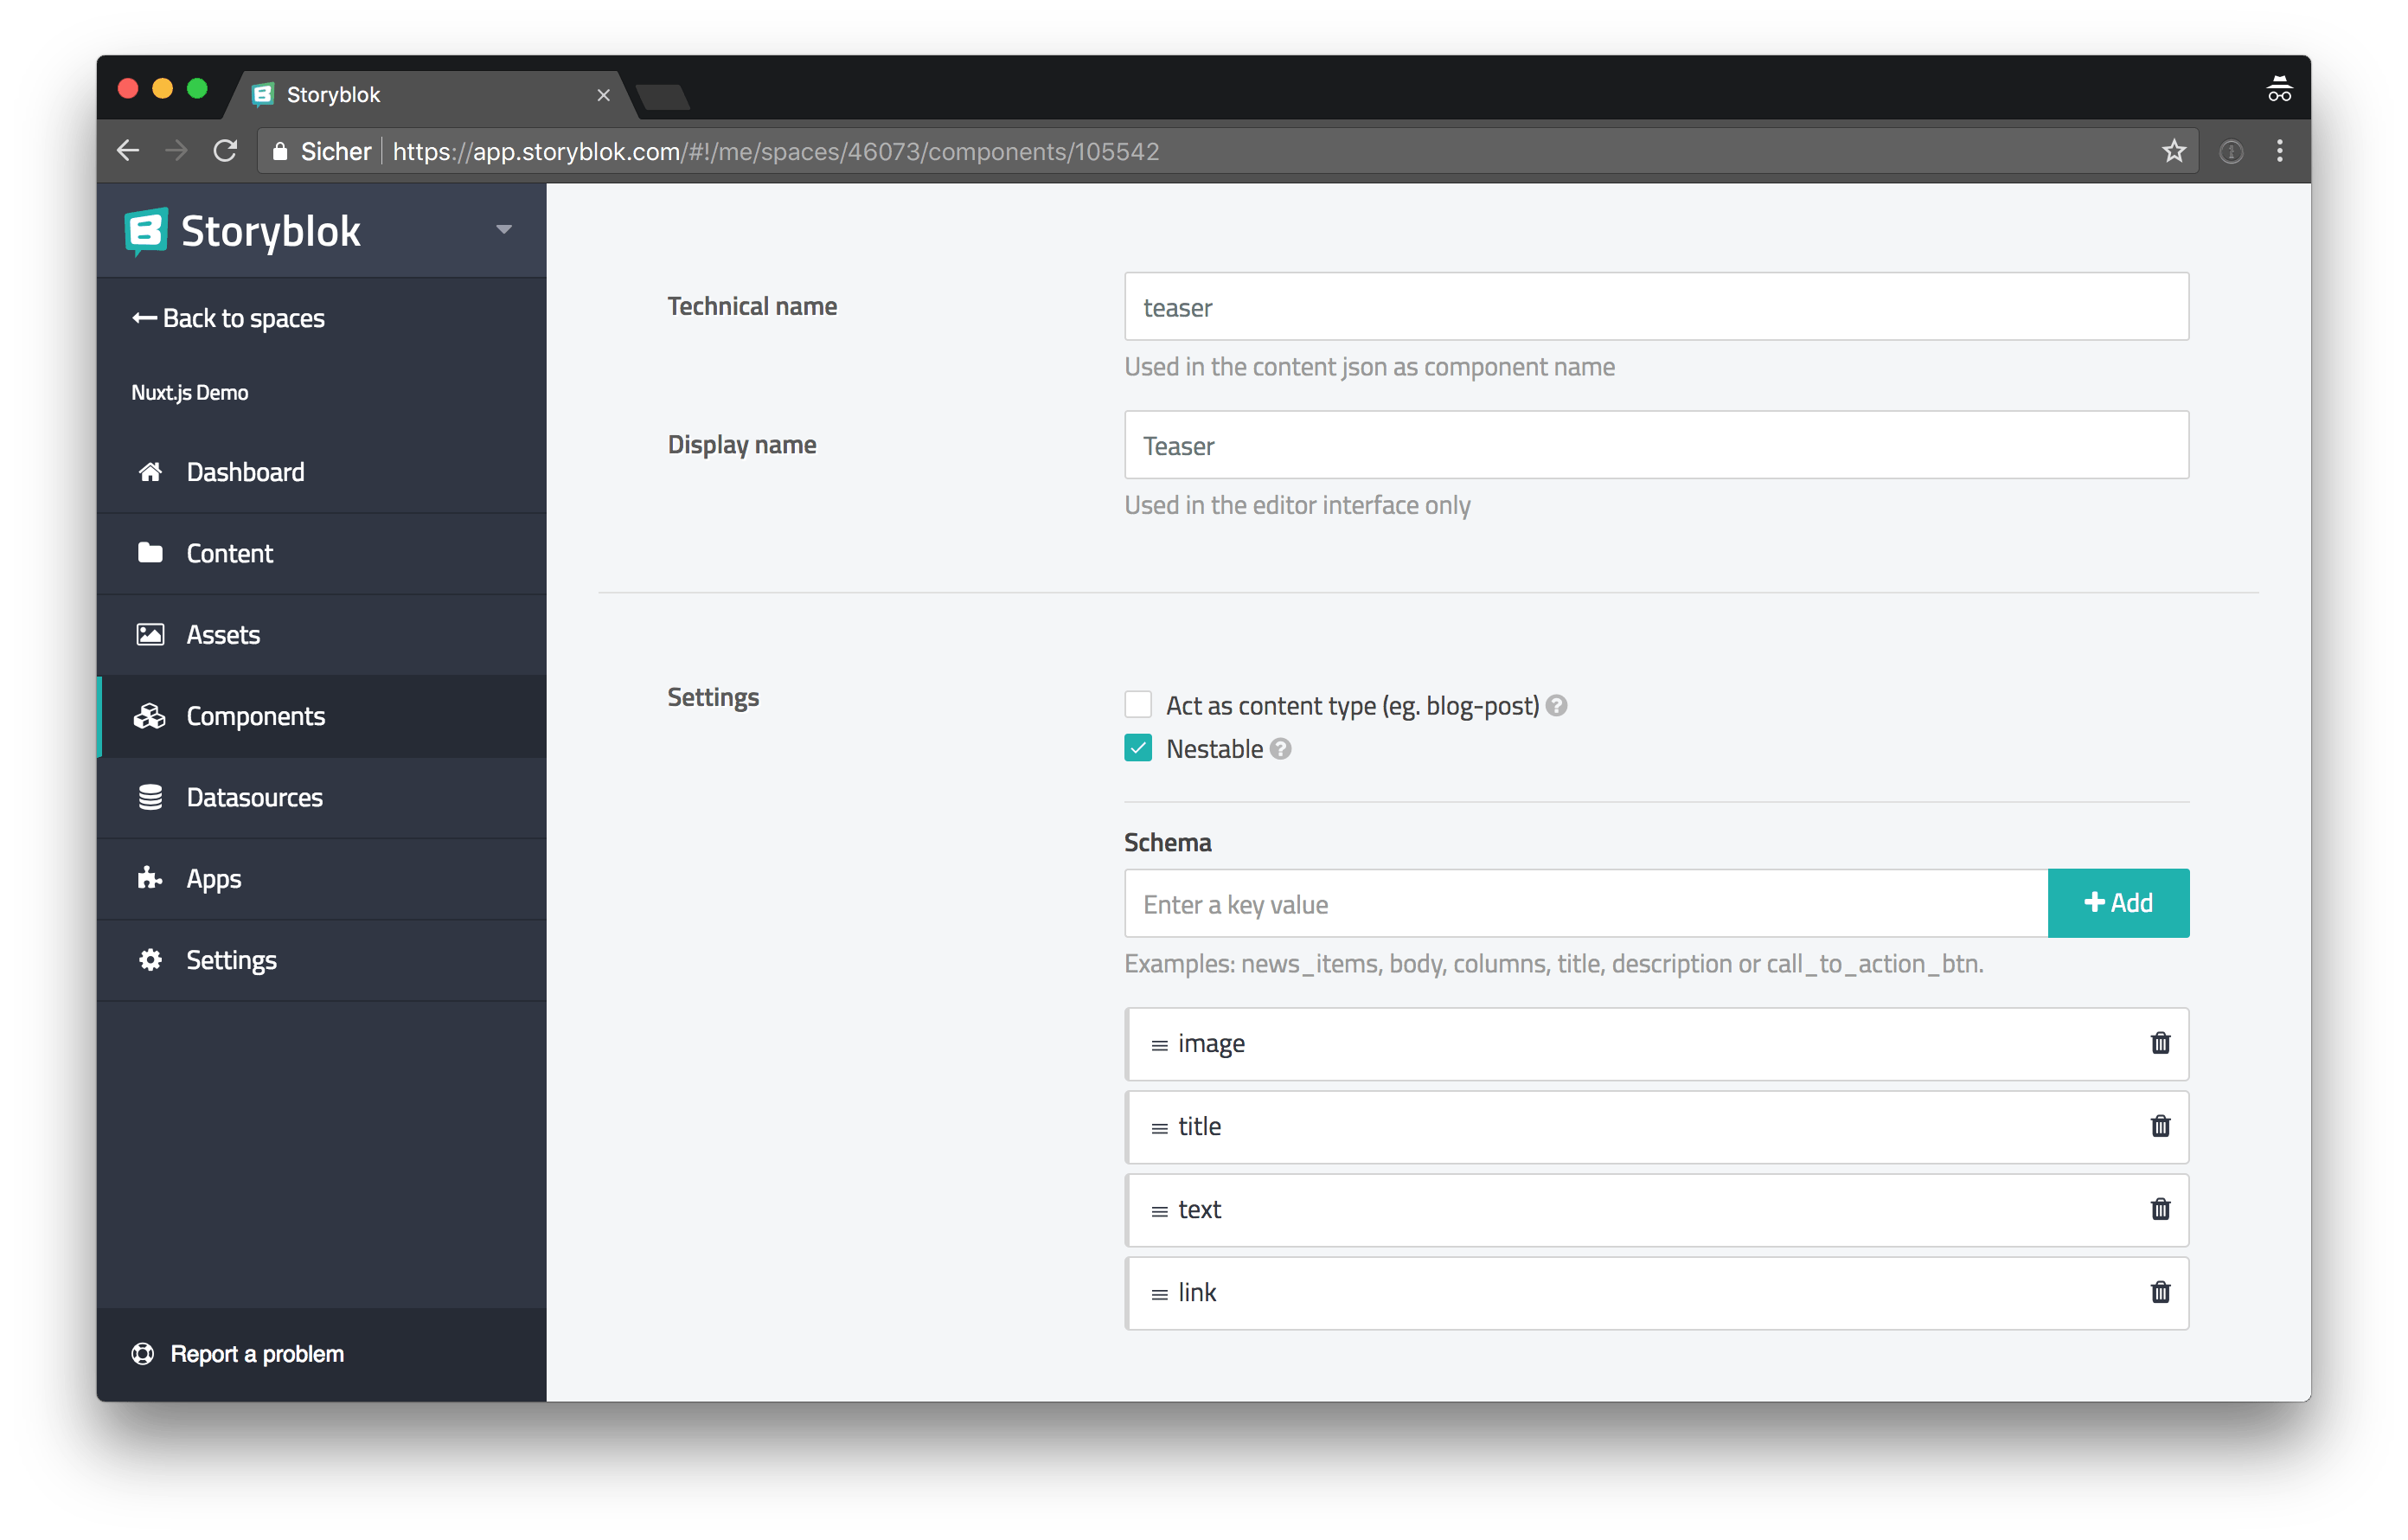 Storyblok
Sicher https://app.storyblok.com/#!/me/spaces/46073/components/105542
Storyblok
Back to spaces
Nuxt.js Demo
Dashboard
Content
Assets
Components
Datasources
Apps
Settings
Report a problem
Technical name
teaser
Used in the content json as component name
Display name
Teaser
Used in the editor interface only
Settings
Act as content type (eg. blog-post)
Nestable
Schema
Enter a key value
Add
Examples: news_items, body, columns, title, description or call_to_action_btn.
image
title
text
link